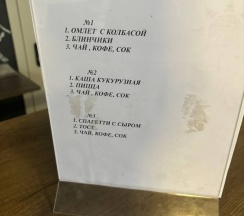 №1
1. ОМЛЕТ С КОЛБАСОЙ
2. БЛИНЧИКИ
3. ЧАЙ , КОФЕ, СОК
№2
1. КАША КУКУРУЗНАЯ
2. ПИЦЦА
3. ЧАЙ , КОФЕ, СОК
№3
1. СПАГЕТТИ С СЫРОМ
2. ТОСТ
3. ЧАЙ, КОФЕ, СОК